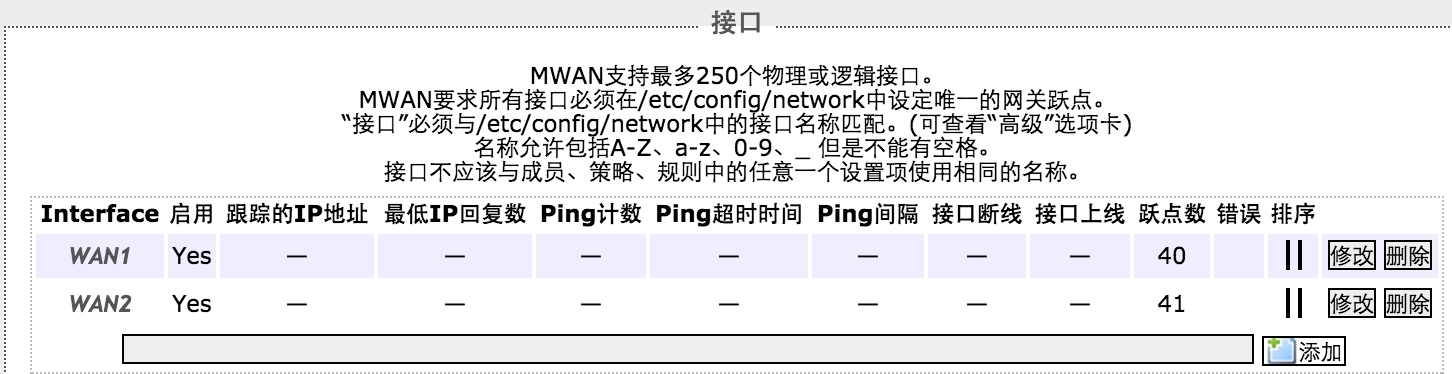 接口
MWAN支持最多250个物理或逻辑接口。
MWAN要求所有接口必须在/etc/config/network中设定唯一的网关跃点。
“接口”必须与/etc/config/network中的接口名称匹配。(可查看“高级”选项卡)
名称允许包括A-Z、a-z、0-9、_ 但是不能有空格。
接口不应该与成员、策略、规则中的任意一个设置项使用相同的名称。
Interface 启用 跟踪的IP地址 最低IP回复数 Ping计数 Ping超时时间 Ping间隔 接口断线 接口上线 跃点数 错误 排序
WAN1 Yes — — — — — — — 40 修改 删除
WAN2 Yes — — — — — — — 41 修改 删除
添加